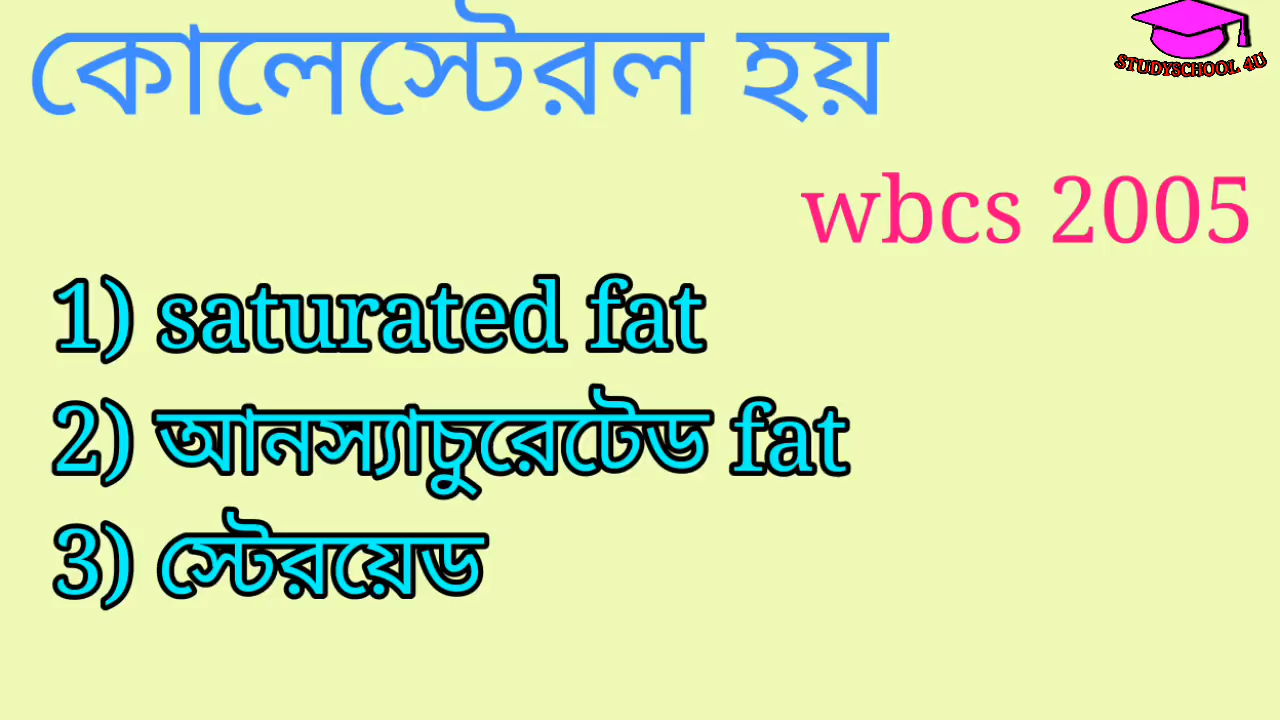 কোলেস্টেরল হয়
STUDYSCHOOL 4U
wbcs 2005
1) saturated fat
2) আনস্যাচুরেটেড fat
3) স্টেরয়েড